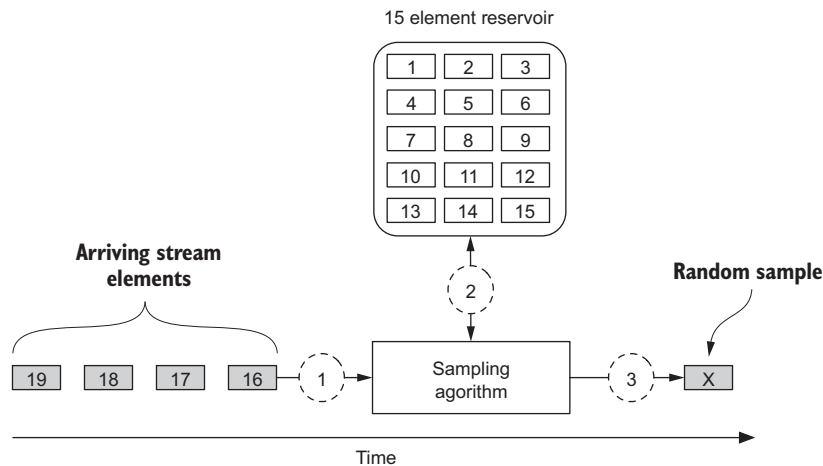 15 element reservoir
1 2 3
4 5 6
7 8 9
10 11 12
13 14 15
Arriving stream
elements
2
Random sample
19 18 17 16 1
Sampling
agorithm
3 X
Time